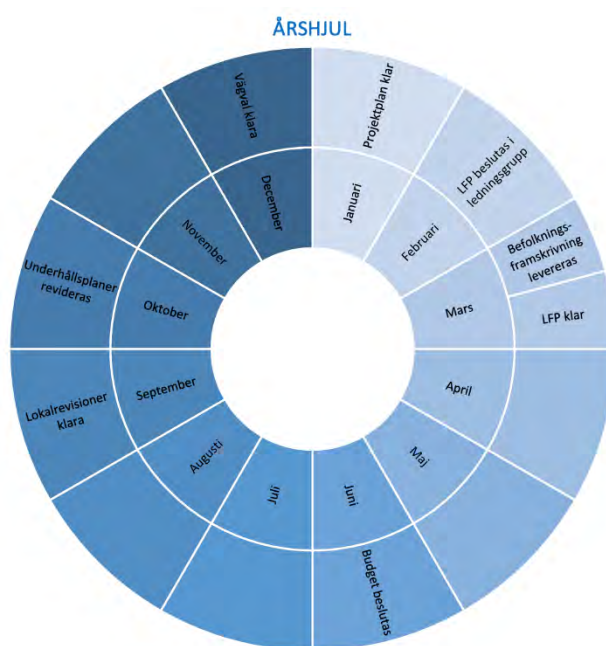 ÅRSHJUL
Projektplan klar
Januari
LFP beslutas i
ledningsgrupp
Februari
Befolknings-
framskrivning
levereras
LFP klar
Mars
April
Maj
Juni
Budget beslutas
Juli
Augusti
September
Lokalrevisioner
klara
Oktober
Underhållsplaner
revideras
November
December
Vägval klara